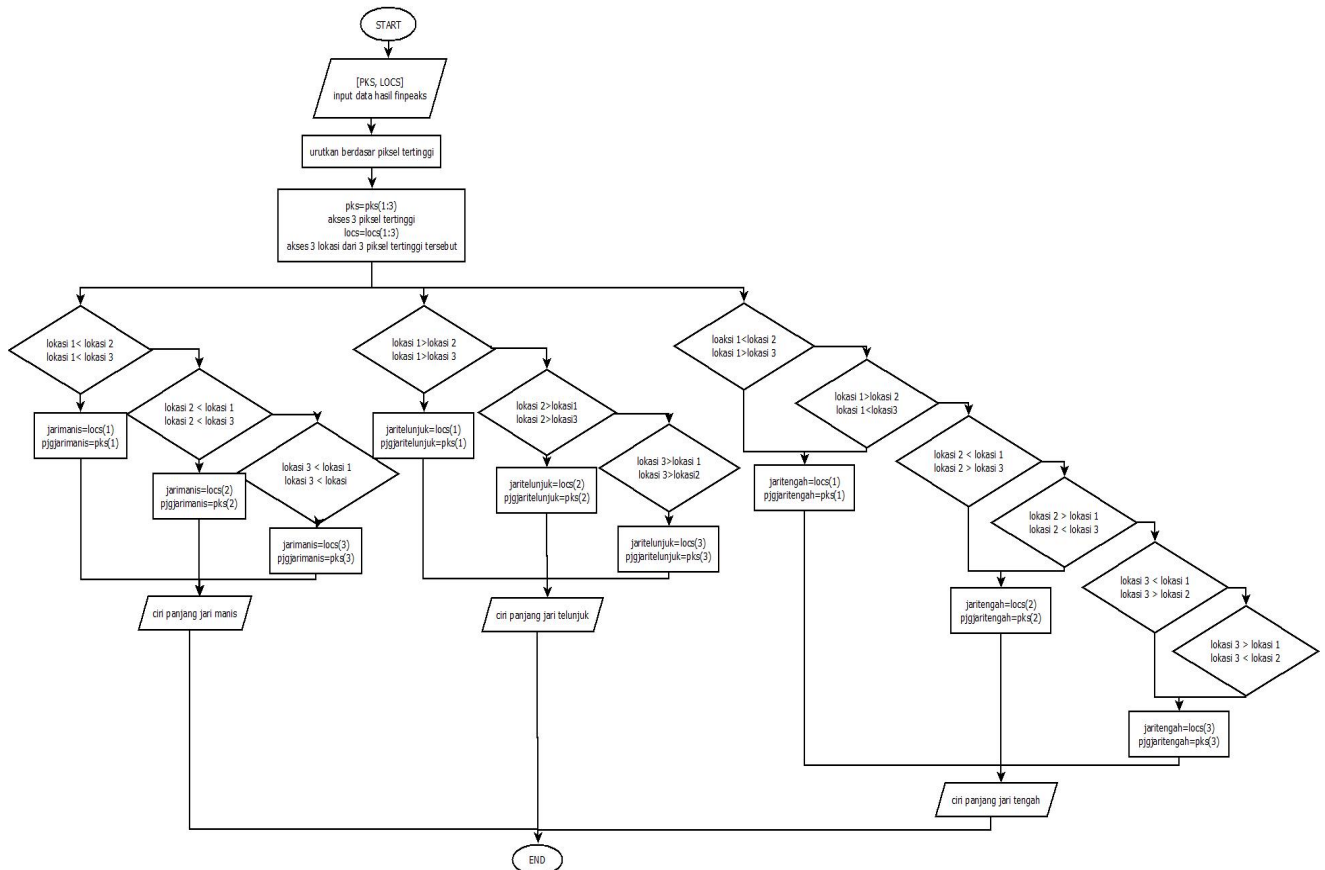 START
[PKS, LOCS]
input data hasil finpeaks
urutkan berdasar piksel tertinggi
pks=pks(1:3)
akses 3 piksel tertinggi
locs=locs(1:3)
akses 3 lokasi dari 3 piksel tertinggi tersebut
lokasi 1< lokasi 2
lokasi 1< lokasi 3
lokasi 2 < lokasi 1
lokasi 2 < lokasi 3
lokasi 3 < lokasi 1
lokasi 3 < lokasi
jarimanis=locs(1)
pjgjarimanis=pks(1)
jarimanis=locs(2)
pjgjarimanis=pks(2)
jarimanis=locs(3)
pjgjarimanis=pks(3)
ciri panjang jari manis
lokasi 1>lokasi 2
lokasi 1>lokasi 3
lokasi 2>lokasi1
lokasi 2>lokasi3
lokasi 3>lokasi 1
lokasi 3>lokasi2
jaritelunjuk=locs(1)
pjgjaritelunjuk=pks(1)
jaritelunjuk=locs(2)
pjgjaritelunjuk=pks(2)
jaritelunjuk=locs(3)
pjgjaritelunjuk=pks(3)
ciri panjang jari telunjuk
loaksi 1<lokasi 2
lokasi 1>lokasi 3
lokasi 1>lokasi 2
lokasi 1<lokasi3
lokasi 2 < lokasi 1
lokasi 2 > lokasi 3
lokasi 2 > lokasi 1
lokasi 2 < lokasi 3
lokasi 3 < lokasi 1
lokasi 3 > lokasi 2
lokasi 3 > lokasi 1
lokasi 3 < lokasi 2
jaritengah=locs(1)
pjgjaritengah=pks(1)
jaritengah=locs(2)
pjgjaritengah=pks(2)
jaritengah=locs(3)
pjgjaritengah=pks(3)
ciri panjang jari tengah
END